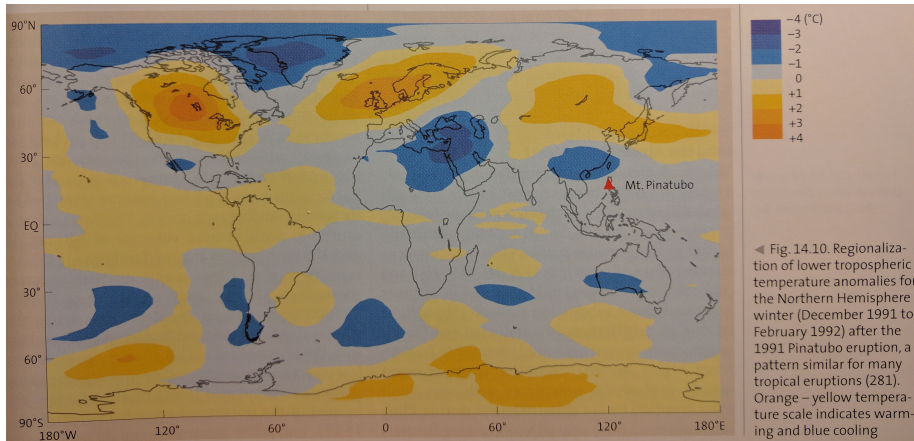 90°N
60°
30°
EQ
30°
60°
90°S
180°W
120°
60°
0
60°
120°
180°E
Mt. Pinatubo
−4 (°C)
−3
−2
−1
0
+1
+2
+3
+4
◀ Fig. 14.10. Regionaliza-
tion of lower tropospheric
temperature anomalies for
the Northern Hemisphere
winter (December 1991 to
February 1992) after the
1991 Pinatubo eruption, a
pattern similar for many
tropical eruptions (281).
Orange – yellow tempera-
ture scale indicates warm-
ing and blue cooling